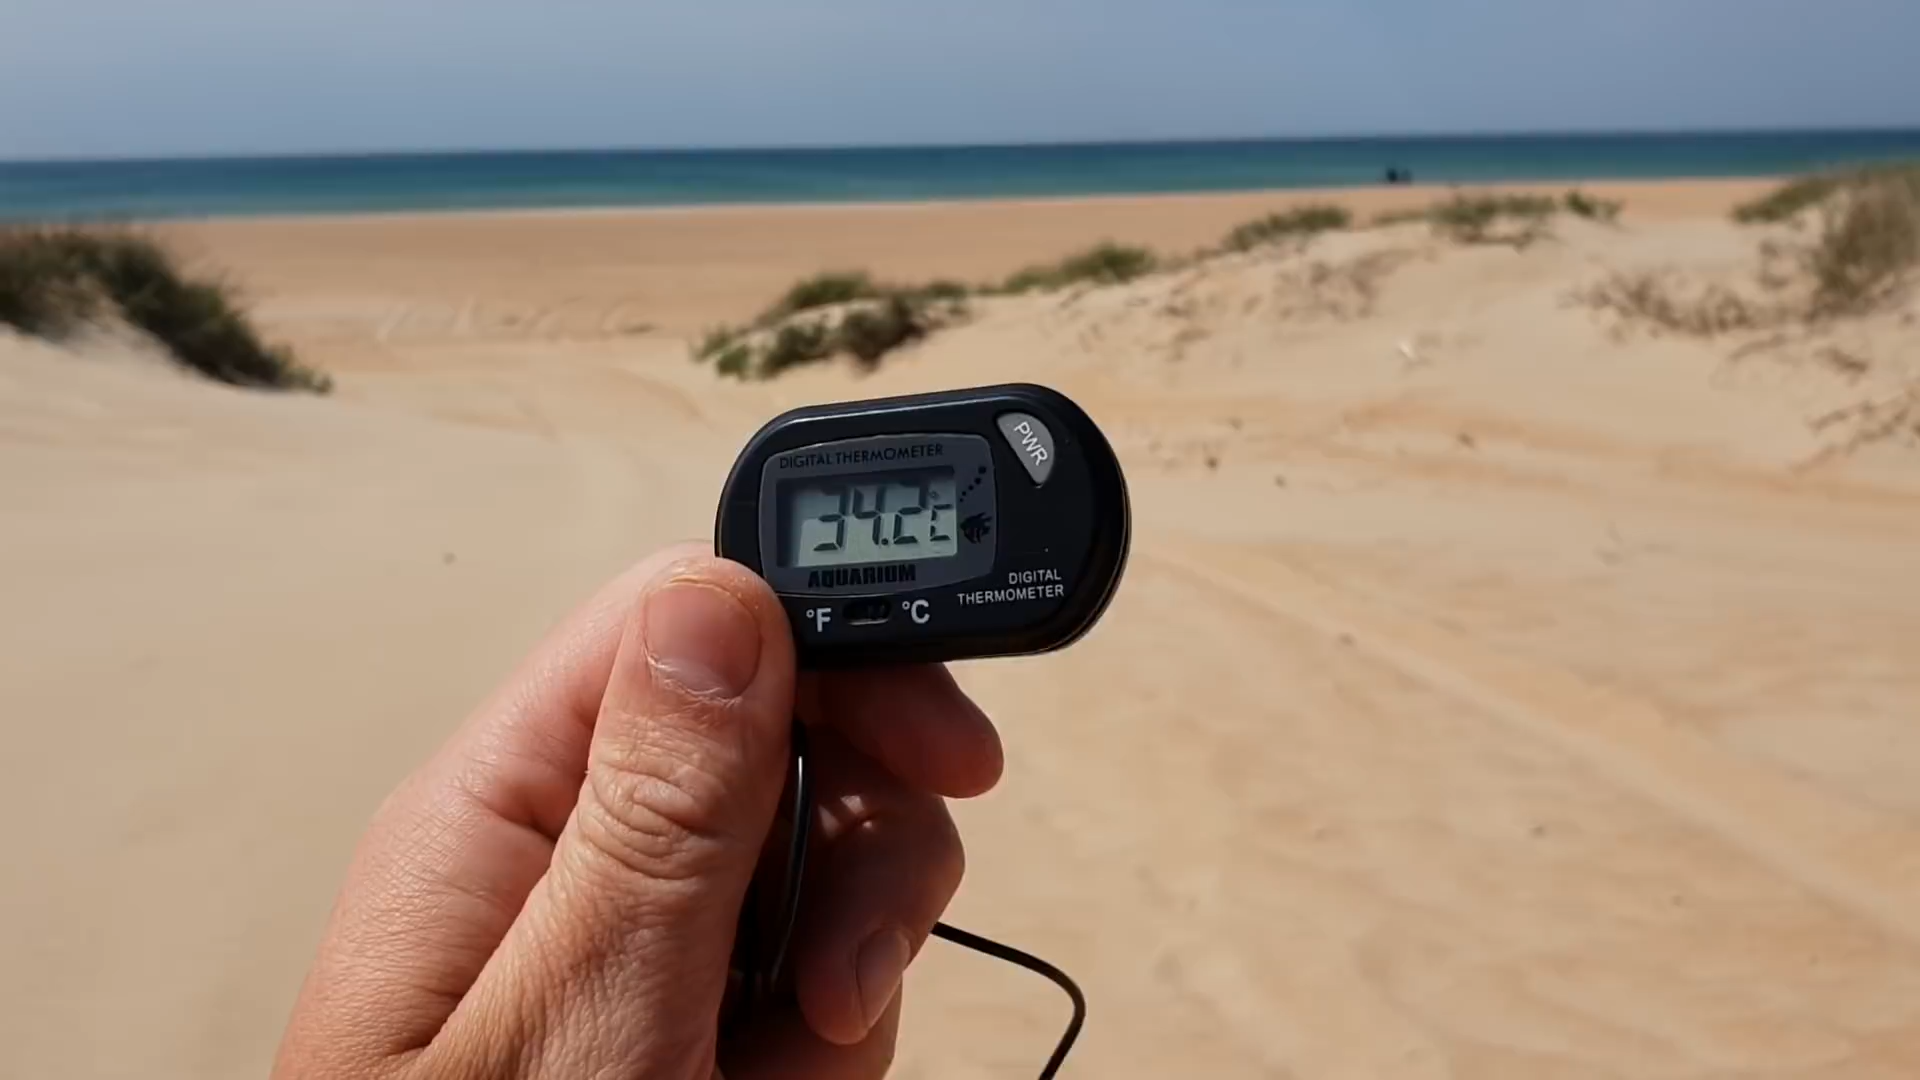 PWR
DIGITAL THERMOMETER
34.2°C
AQUARIUM
°F °C
DIGITAL
THERMOMETER